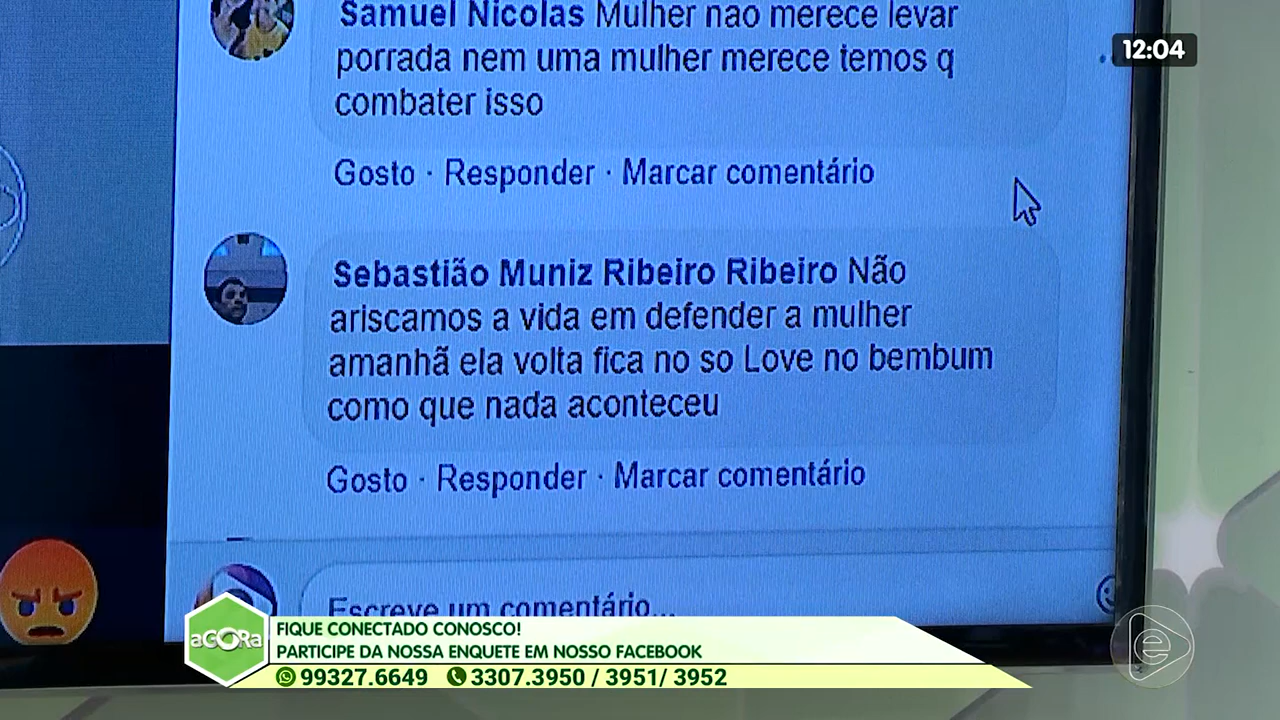 Samuel Nicolas Mulher nao merece levar
porrada nem uma mulher merece temos q
combater isso
Gosto · Responder · Marcar comentário
Sebastião Muniz Ribeiro Ribeiro Não
ariscamos a vida em defender a mulher
amanhã ela volta fica no so Love no bembum
como que nada aconteceu
Gosto · Responder · Marcar comentário
Escreve um comentário...
12:04
aGORa
FIQUE CONECTADO CONOSCO!
PARTICIPE DA NOSSA ENQUETE EM NOSSO FACEBOOK
99327.6649 3307.3950 / 3951/ 3952
e